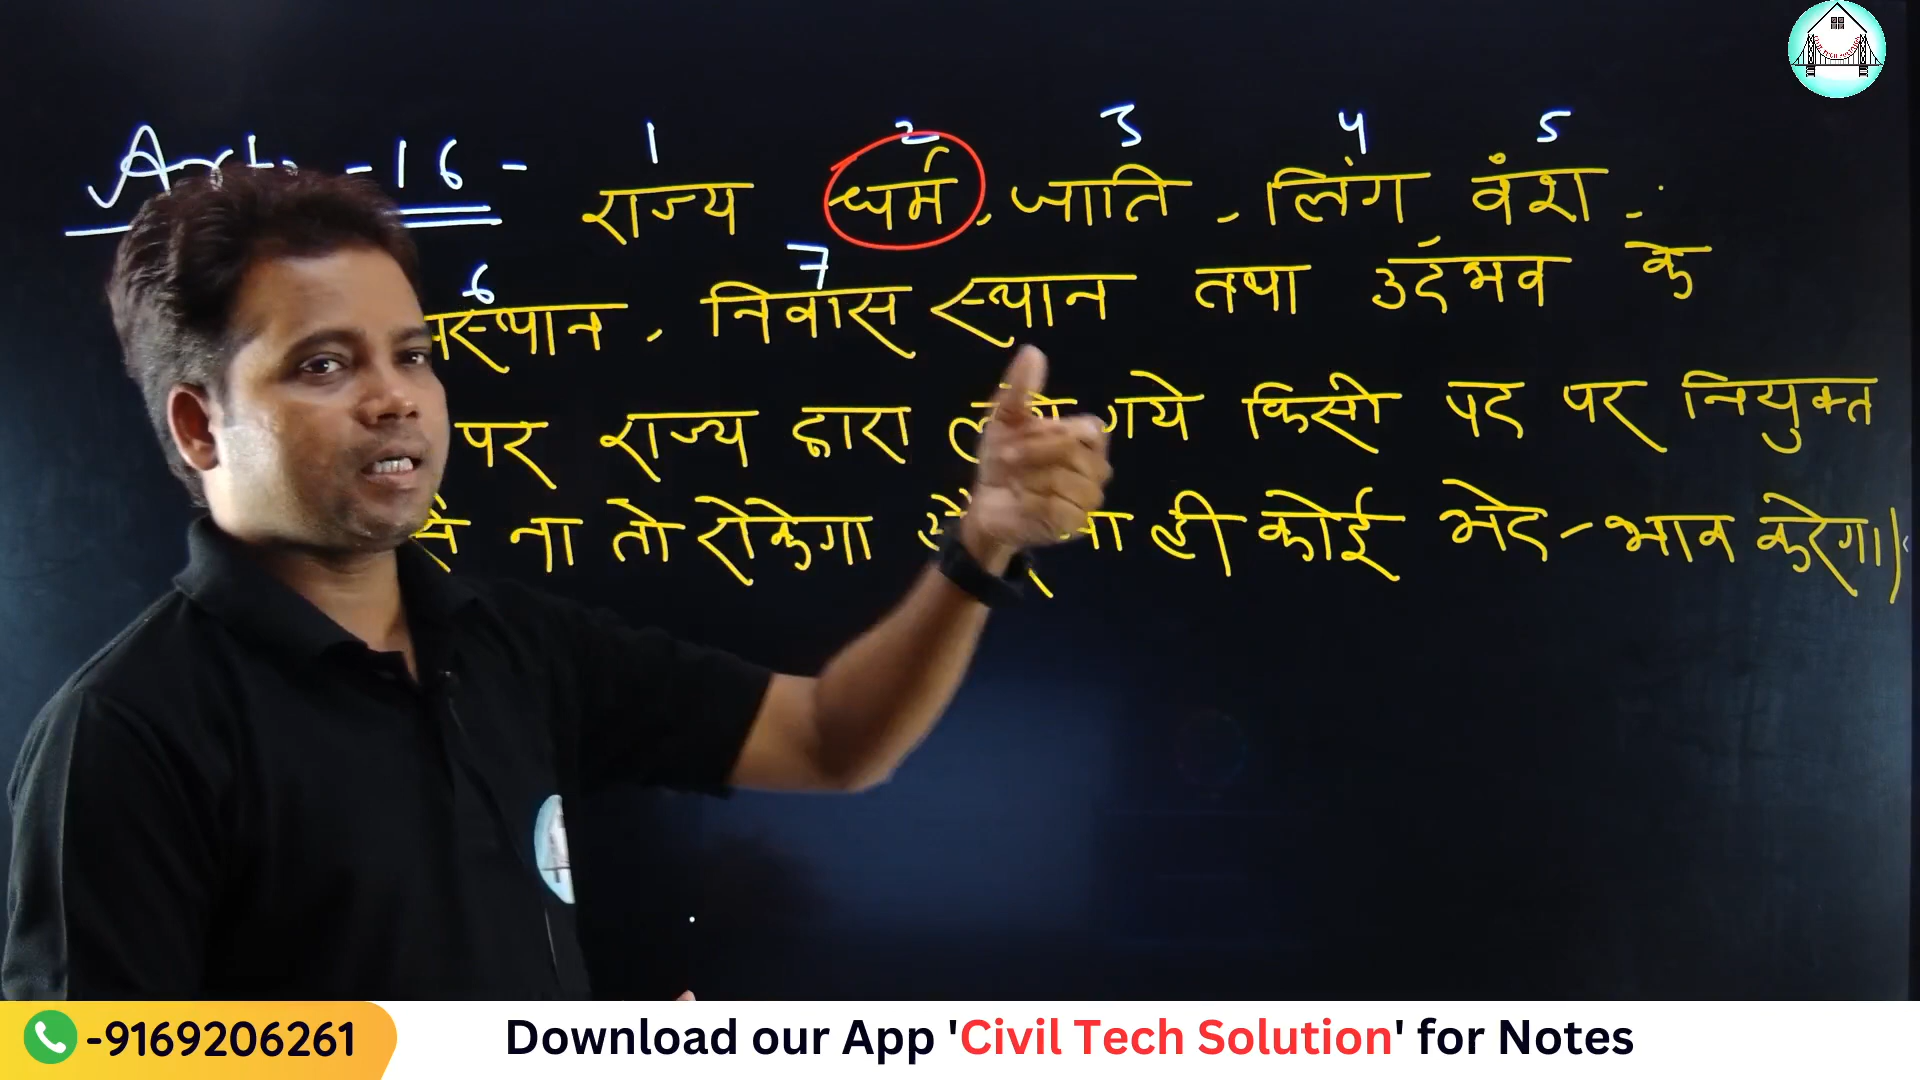 1 2 3 4 5
Art. -16- राज्य धर्म, जाति, लिंग वंश,
6 7
निवास स्थान तथा उद्भव के
पर राज्य द्वारा गये किसी पद पर नियुक्त
ना तो रोकेगा ही कोई भेद-भाव करेगा।
-9169206261 Download our App 'Civil Tech Solution' for Notes